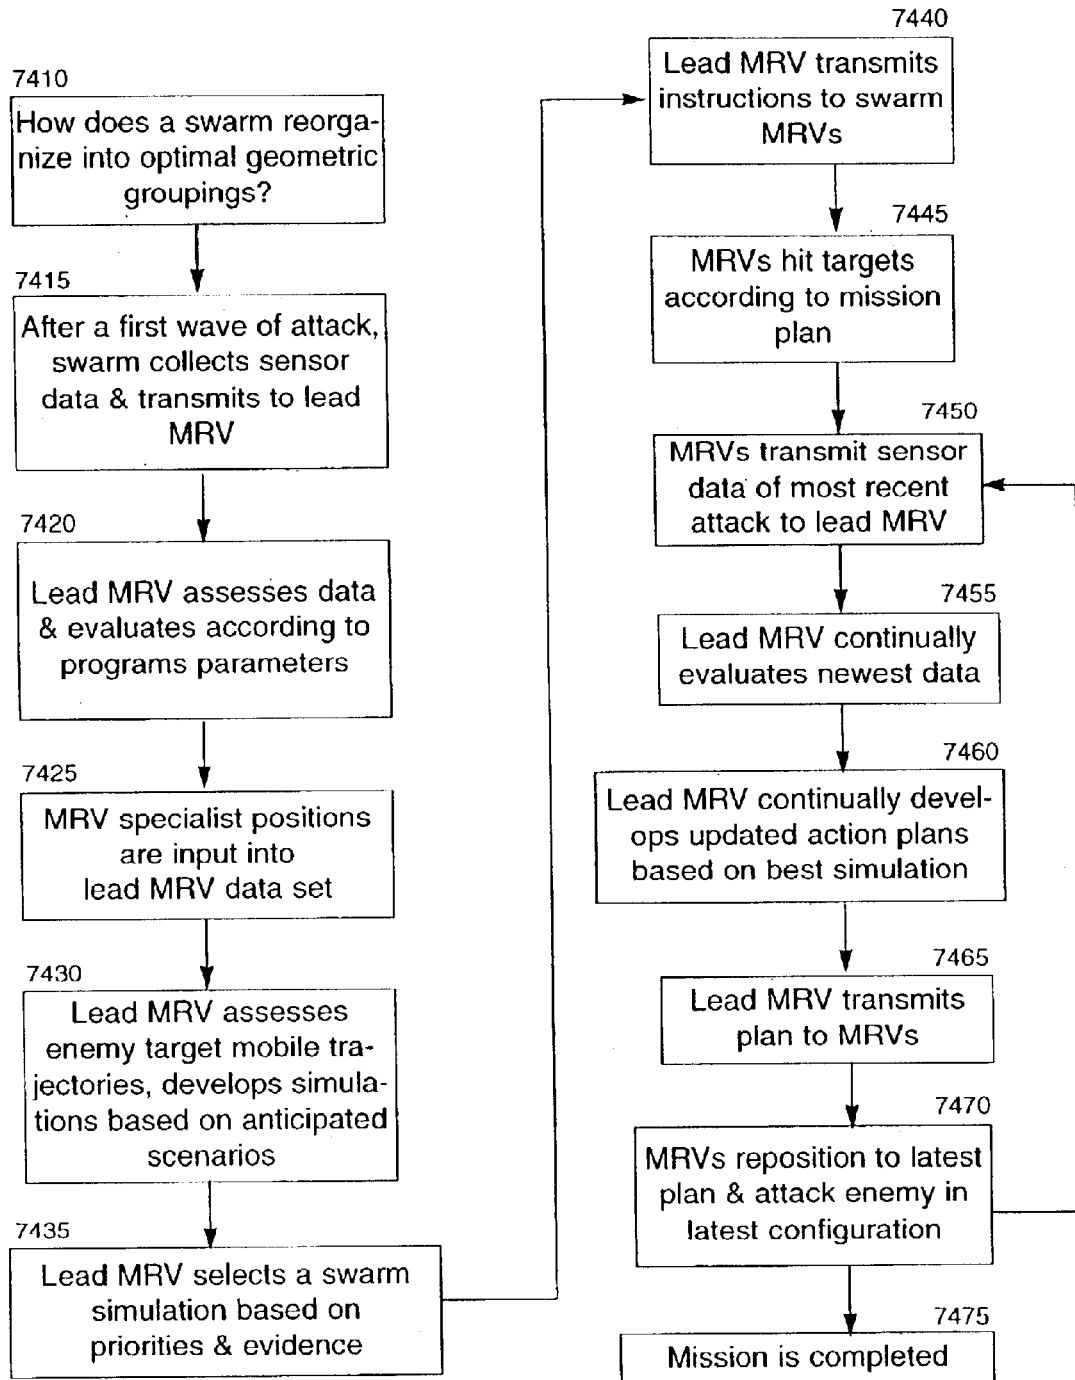 7410
How does a swarm reorga-
nize into optimal geometric
groupings?
7415
After a first wave of attack,
swarm collects sensor
data & transmits to lead
MRV
7420
Lead MRV assesses data
& evaluates according to
programs parameters
7425
MRV specialist positions
are input into
lead MRV data set
7430
Lead MRV assesses
enemy target mobile tra-
jectories, develops simula-
tions based on anticipated
scenarios
7435
Lead MRV selects a swarm
simulation based on
priorities & evidence
7440
Lead MRV transmits
instructions to swarm
MRVs
7445
MRVs hit targets
according to mission
plan
7450
MRVs transmit sensor
data of most recent
attack to lead MRV
7455
Lead MRV continually
evaluates newest data
7460
Lead MRV continually devel-
ops updated action plans
based on best simulation
7465
Lead MRV transmits
plan to MRVs
7470
MRVs reposition to latest
plan & attack enemy in
latest configuration
7475
Mission is completed